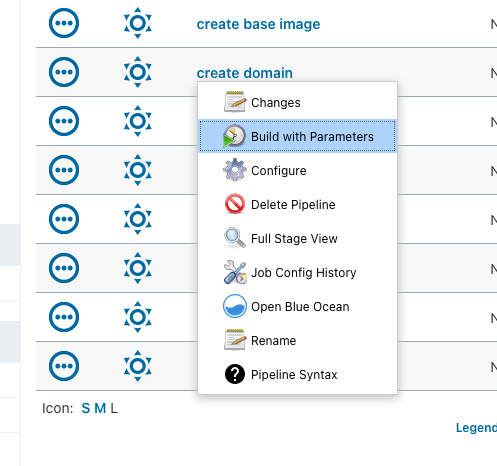 create base image
create domain
Changes
Build with Parameters
Configure
Delete Pipeline
Full Stage View
Job Config History
Open Blue Ocean
Rename
Pipeline Syntax
N
N
N
N
N
N
N
N
Icon: S M L
Legend